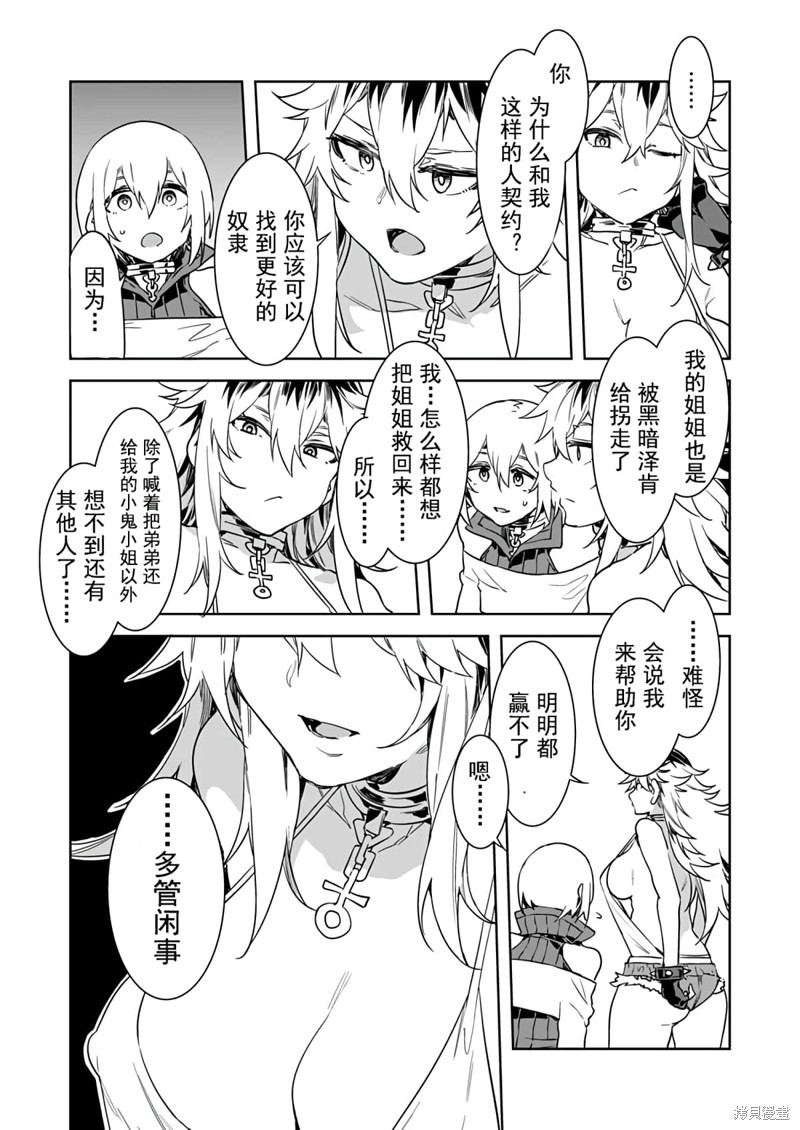 ……
你
为什么和我
这样的人契约？
你应该可以
找到更好的
奴隶
因为…
我的姐姐也是
被黑暗泽肯
给拐走了
我…怎么样都想
把姐姐救回来……
所以……
除了喊着把弟弟还
给我的小鬼小姐以外
想不到还有
其他人了……
……难怪
会说我
来帮助你
明明都
赢不了
嗯……
……多管闲事
拷貝漫畫